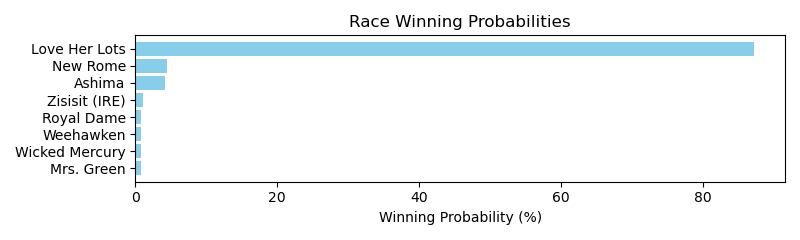 Race Winning Probabilities
Love Her Lots
New Rome
Ashima
Zisisit (IRE)
Royal Dame
Weehawken
Wicked Mercury
Mrs. Green
0 20 40 60 80
Winning Probability (%)